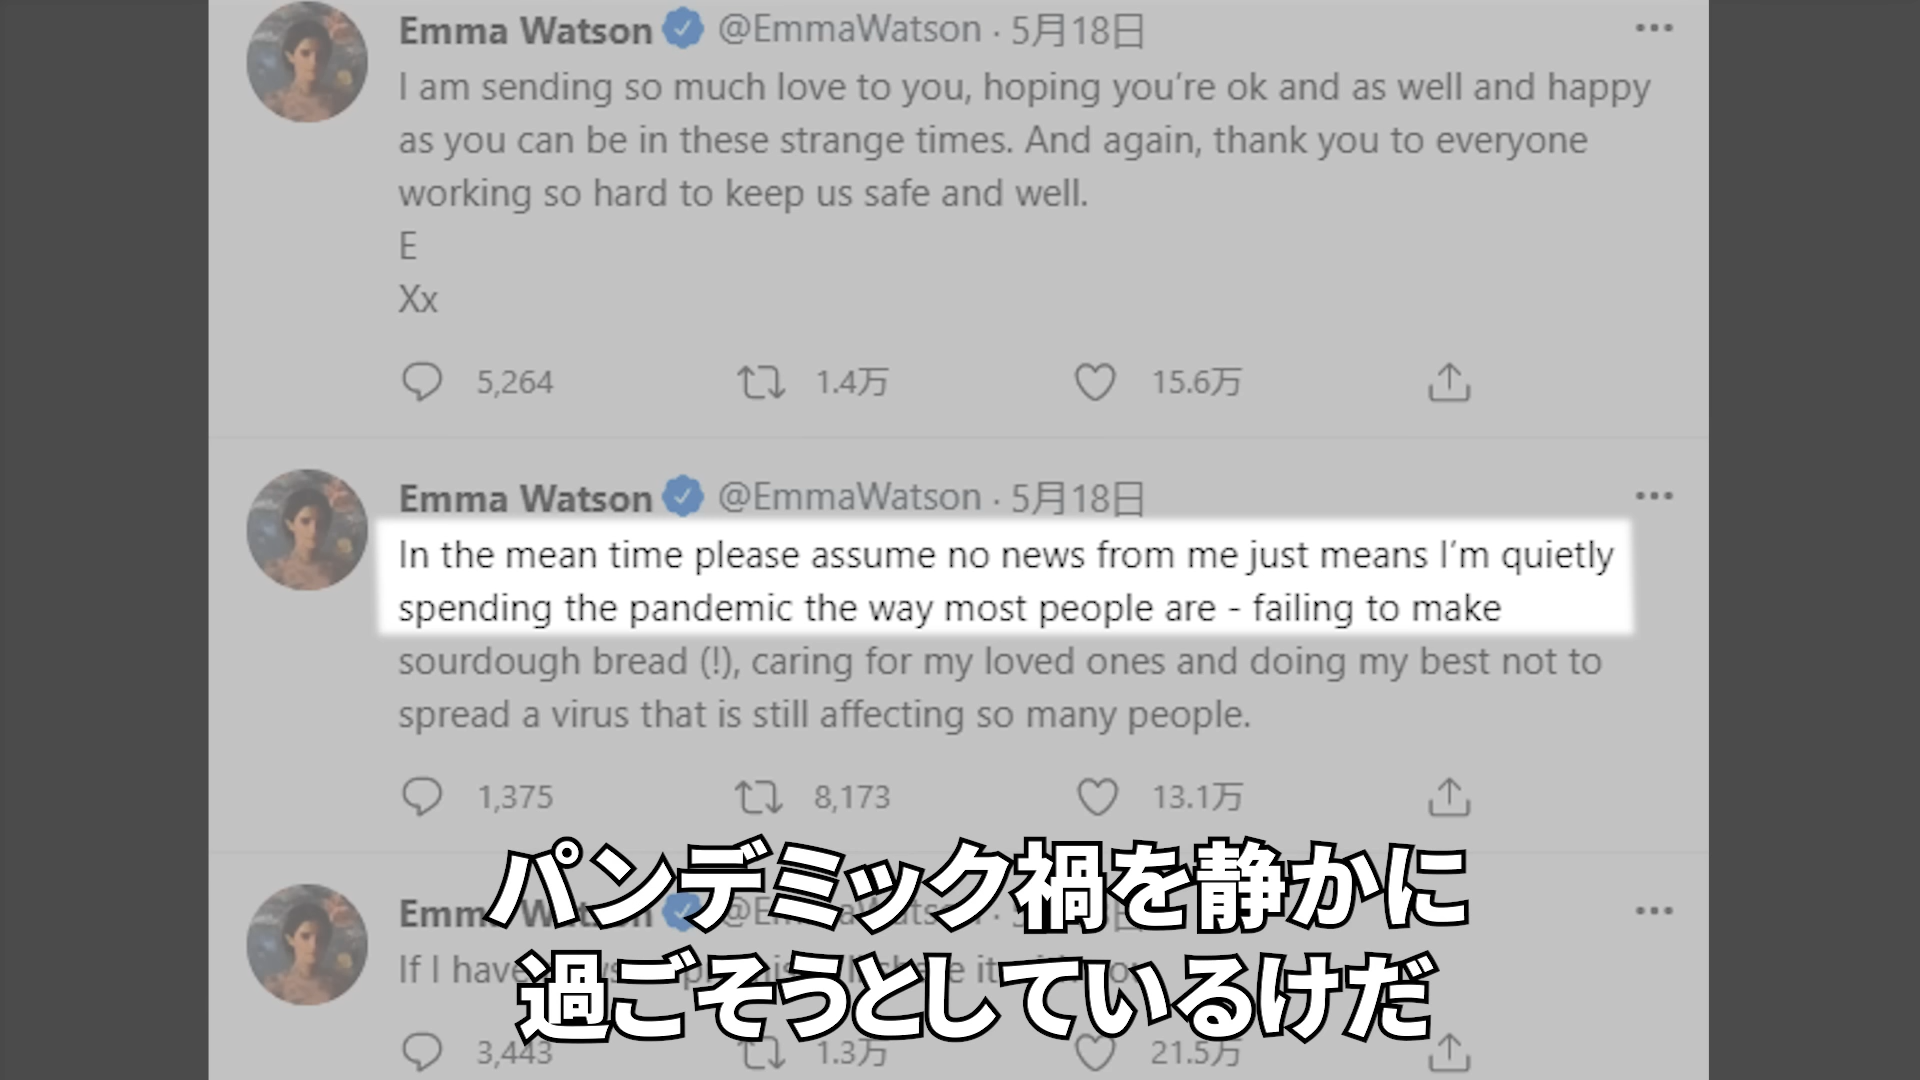 Emma Watson @EmmaWatson · 5月18日
I am sending so much love to you, hoping you're ok and as well and happy
as you can be in these strange times. And again, thank you to everyone
working so hard to keep us safe and well.
E
Xx
5,264 1.4万 15.6万
Emma Watson @EmmaWatson · 5月18日
In the mean time please assume no news from me just means I'm quietly
spending the pandemic the way most people are - failing to make
sourdough bread (!), caring for my loved ones and doing my best not to
spread a virus that is still affecting so many people.
1,375 8,173 13.1万
パンデミック禍を静かに
Emma Watson @EmmaWatson
過ごそうとしているけだ
If I have
3,443 1.3万 21.5万